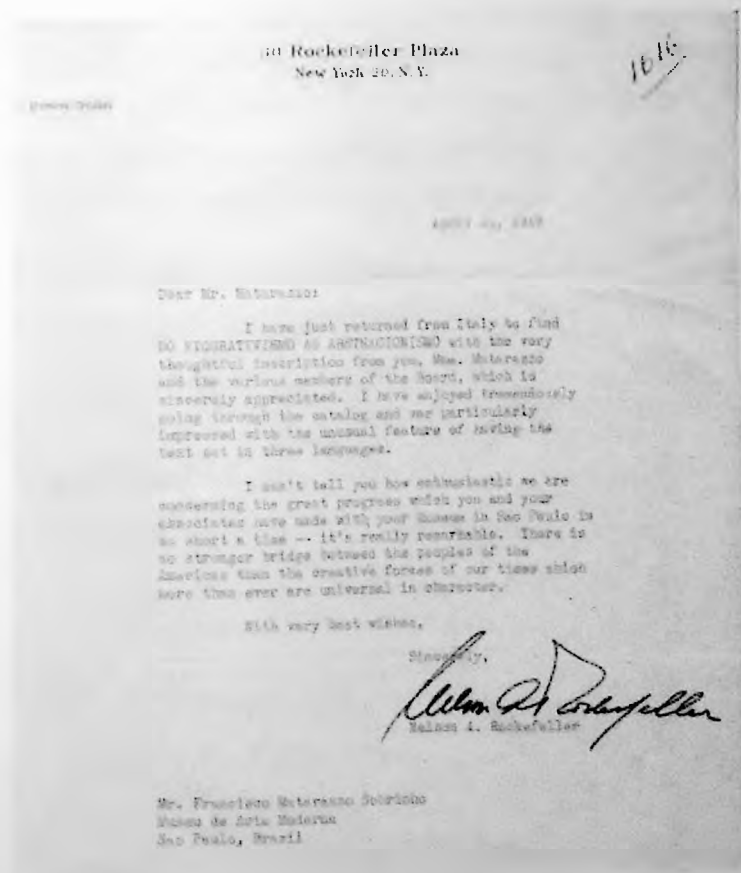 30 Rockefeller Plaza
New York 20, N.Y.
1616
Dear Mr. Matarazzo:
I have just returned from Italy to find
DO FIGURATIVISMO AO ABSTRACIONISMO with the very
thoughtful inscription from you, Mme. Matarazzo
and the various members of the Board, which is
sincerely appreciated. I have enjoyed tremendously
going through the catalog and was particularly
impressed with the unusual feature of having the
text set in three languages.
I can't tell you how enthusiastic we are
concerning the great progress which you and your
associates have made with your Museum in Sao Paulo in
so short a time -- it's really remarkable. There is
no stronger bridge between the peoples of the
Americas than the creative forces of our times which
more than ever are universal in character.
With very best wishes,
Sincerely,
Nelson A. Rockefeller
Nelson A. Rockefeller
Mr. Francisco Matarazzo Sobrinho
Museu de Arte Moderna
Sao Paulo, Brazil